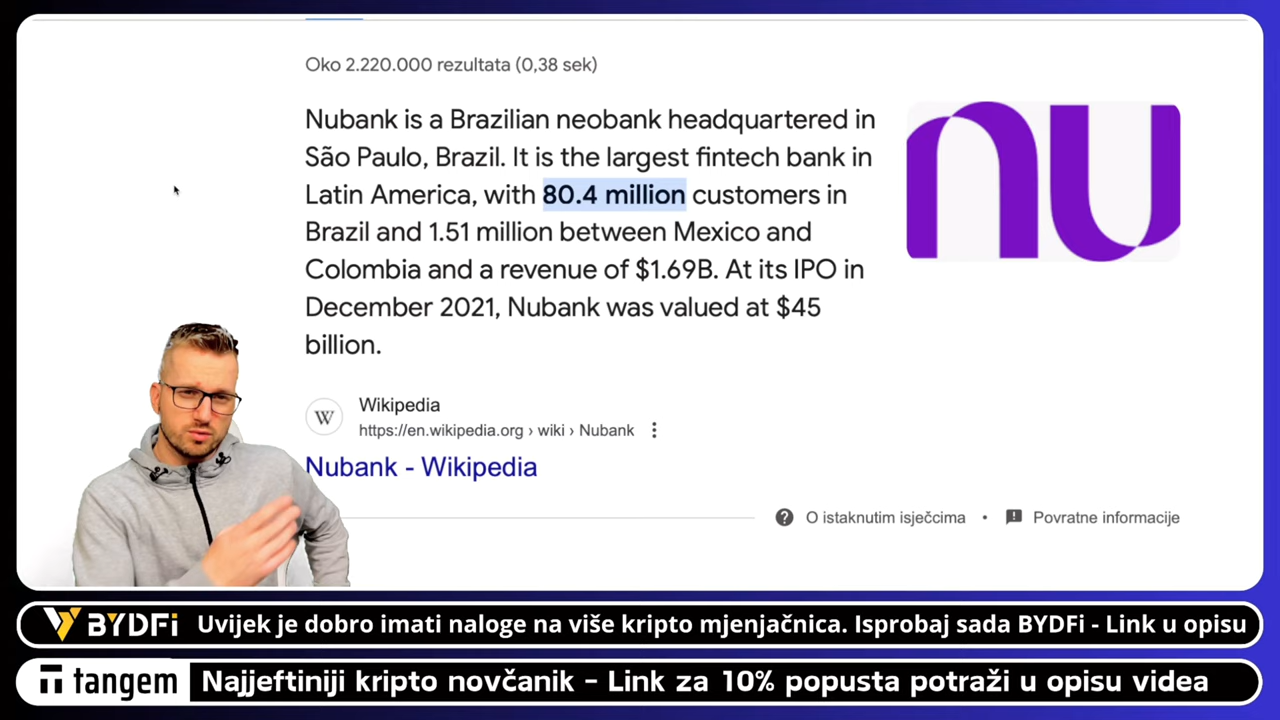 Oko 2.220.000 rezultata (0,38 sek)
Nubank is a Brazilian neobank headquartered in
São Paulo, Brazil. It is the largest fintech bank in
Latin America, with 80.4 million customers in
Brazil and 1.51 million between Mexico and
Colombia and a revenue of $1.69B. At its IPO in
December 2021, Nubank was valued at $45
billion.
nu
W
Wikipedia
https://en.wikipedia.org › wiki › Nubank
Nubank - Wikipedia
O istaknutim isječcima • Povratne informacije
BYDFi Uvijek je dobro imati naloge na više kripto mjenjačnica. Isprobaj sada BYDFi - Link u opisu
tangem Najjeftiniji kripto novčanik - Link za 10% popusta potraži u opisu videa